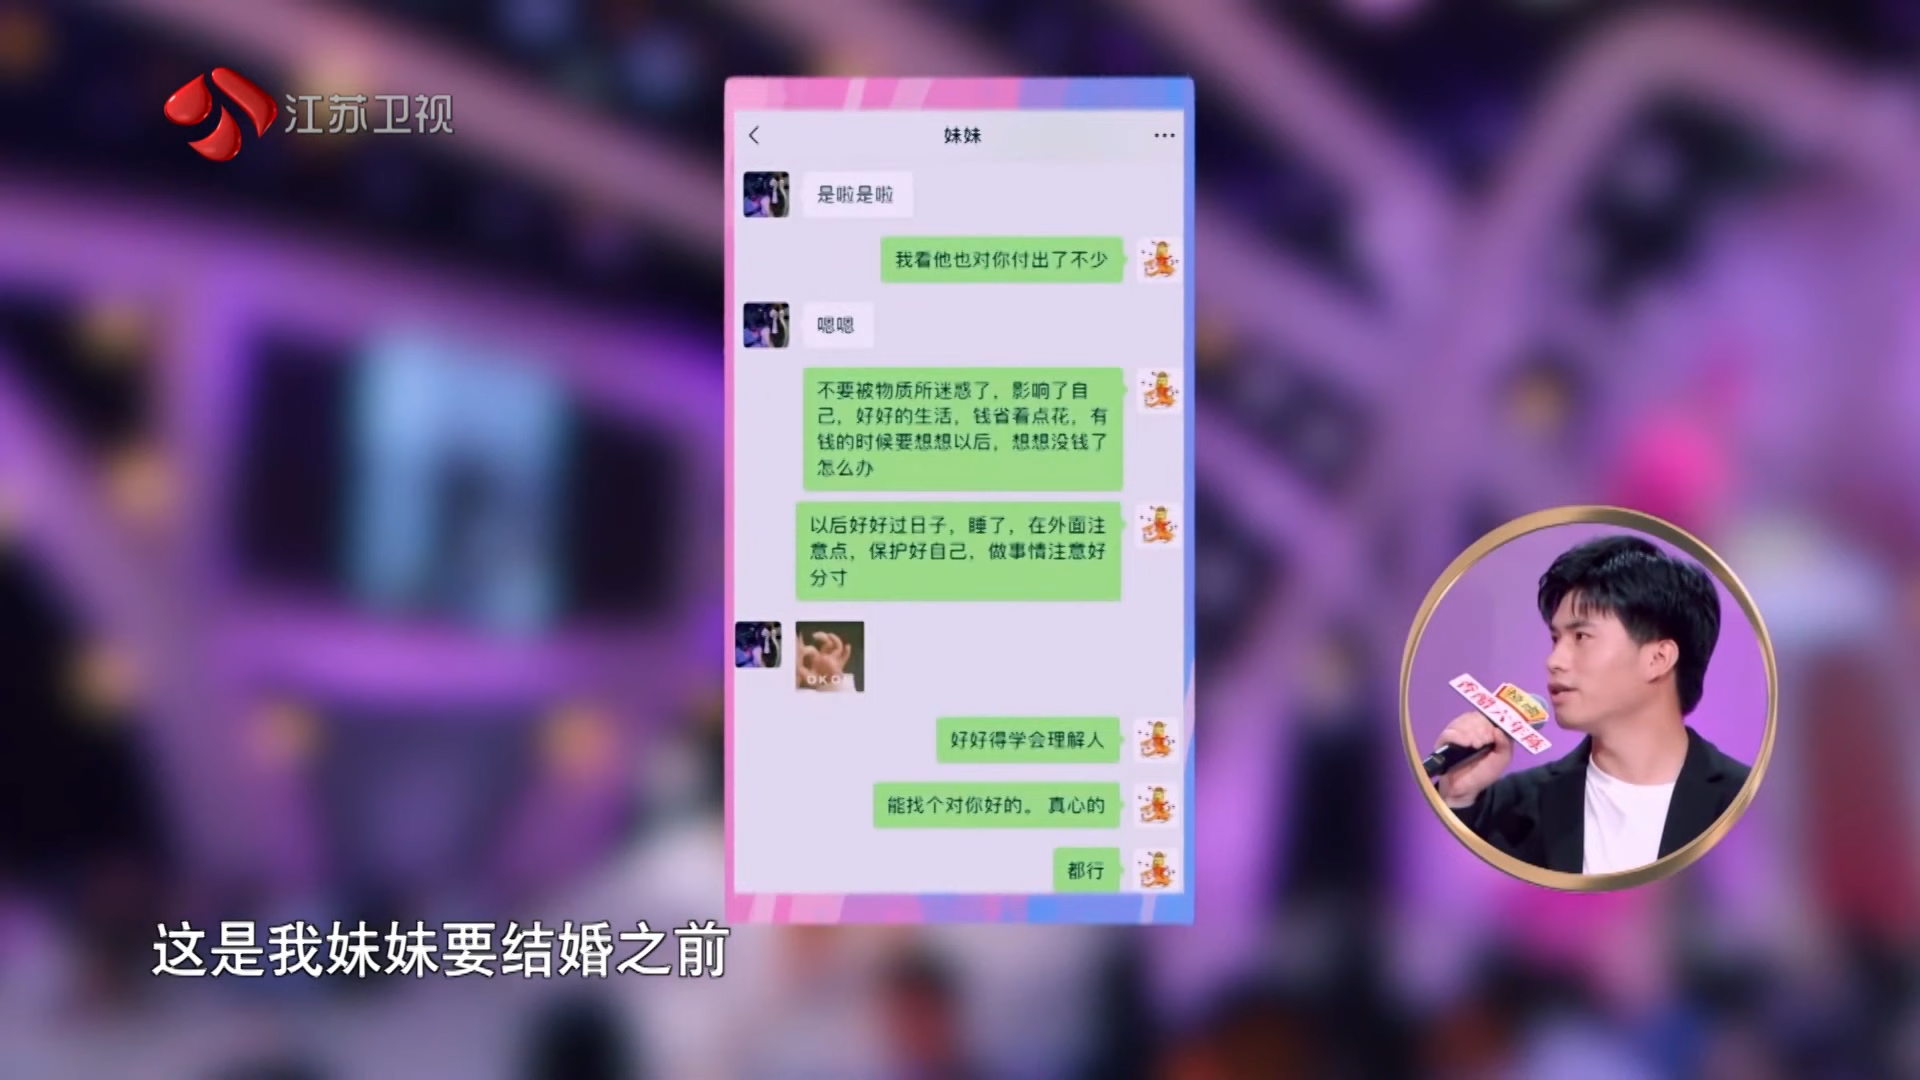 江苏卫视
妹妹
是啦是啦
我看他也对你付出了不少
嗯嗯
不要被物质所迷惑了，影响了自
己，好好的生活，钱省着点花，有
钱的时候要想想以后，想想没钱了
怎么办
以后好好过日子，睡了，在外面注
意点，保护好自己，做事情注意好
分寸
好好得学会理解人
能找个对你好的。 真心的
都行
香醋六年陈
这是我妹妹要结婚之前